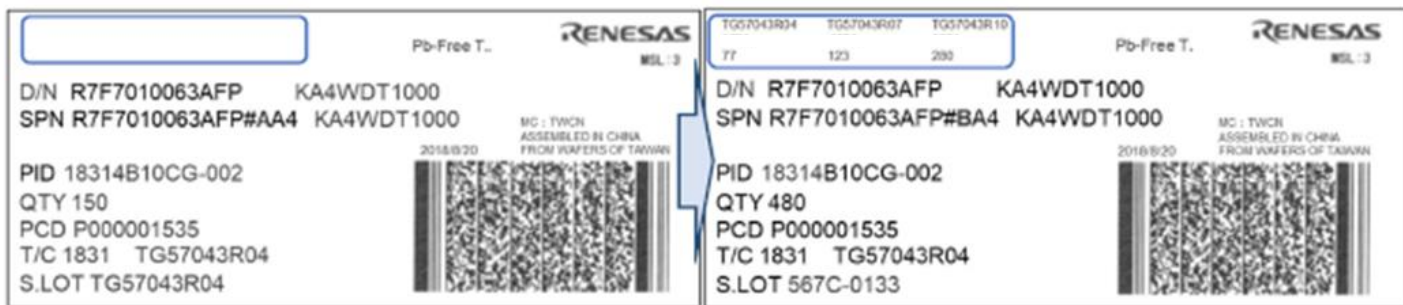 Pb-Free T..
RENESAS
MSL : 3
D/N R7F7010063AFP KA4WDT1000
SPN R7F7010063AFP#AA4 KA4WDT1000
MC : TWCN
ASSEMBLED IN CHINA
2018/8/20 FROM WAFERS OF TAIWAN
PID 18314B10CG-002
QTY 150
PCD P000001535
T/C 1831 TG57043R04
S.LOT TG57043R04
TG57043R04 TG57043R07 TG57043R10
77 123 280
Pb-Free T.
RENESAS
MSL : 3
D/N R7F7010063AFP KA4WDT1000
SPN R7F7010063AFP#BA4 KA4WDT1000
MC : TWCN
ASSEMBLED IN CHINA
2018/8/20 FROM WAFERS OF TAIWAN
PID 18314B10CG-002
QTY 480
PCD P000001535
T/C 1831 TG57043R04
S.LOT 567C-0133